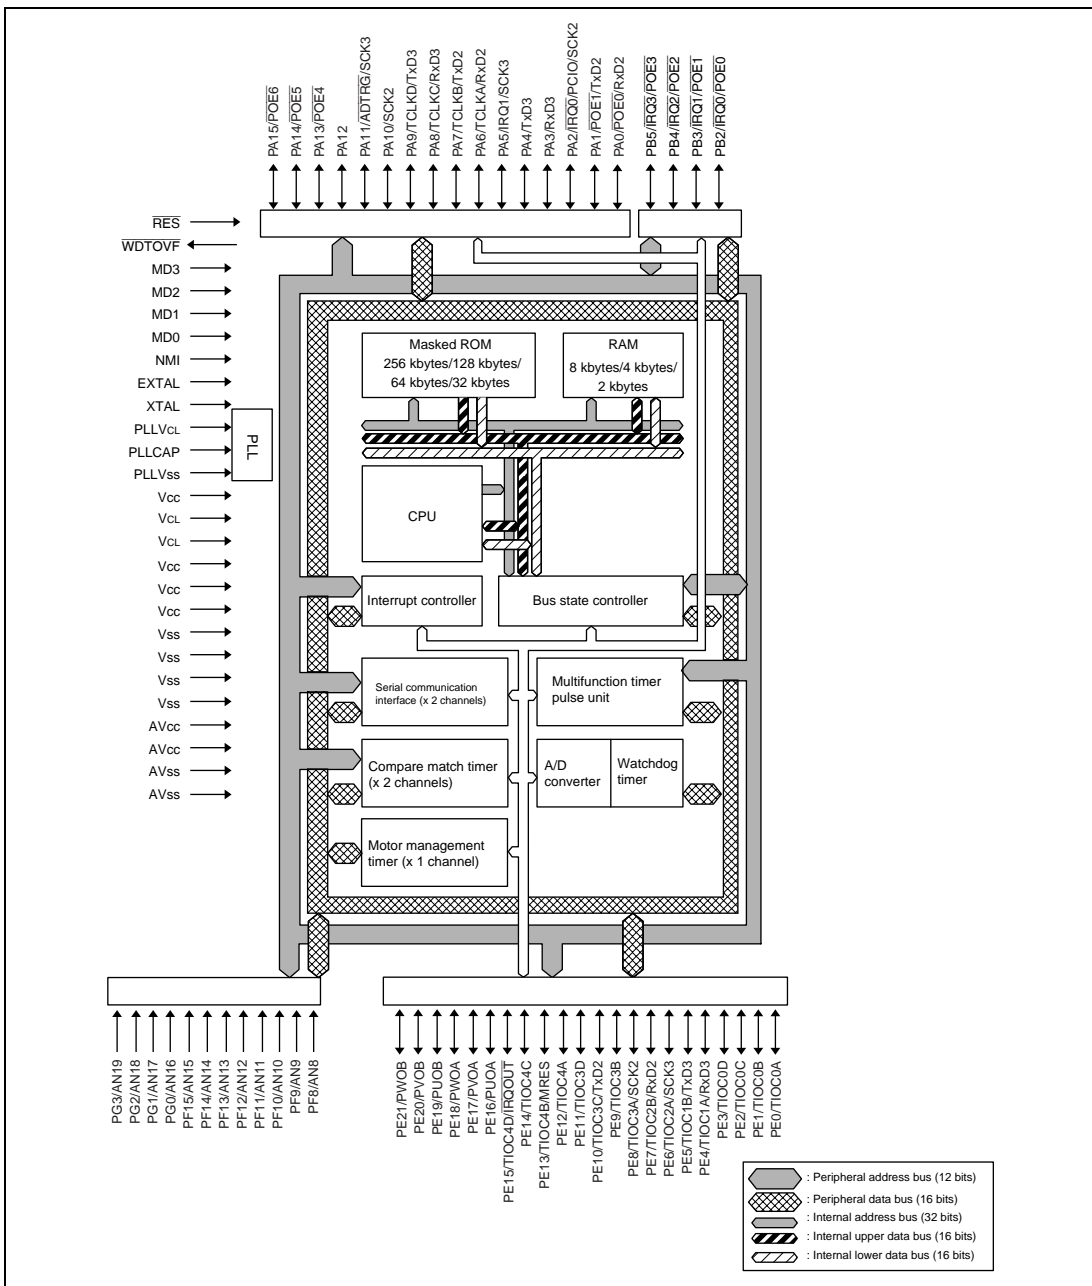 PA15/POE6
PA14/POE5
PA13/POE4
PA12
PA11/ADTRG/SCK3
PA10/SCK2
PA9/TCLKD/TxD3
PA8/TCLKC/RxD3
PA7/TCLKB/TxD2
PA6/TCLKA/RxD2
PA5/IRQ1/SCK3
PA4/TxD3
PA3/RxD3
PA2/IRQ0/PCIO/SCK2
PA1/POE1/TxD2
PA0/POE0/RxD2
PB5/IRQ3/POE3
PB4/IRQ2/POE2
PB3/IRQ1/POE1
PB2/IRQ0/POE0
RES
WDTOVF
MD3
MD2
MD1
MD0
NMI
EXTAL
XTAL
PLLVCL
PLLCAP
PLLVss
Vcc
VCL
VCL
Vcc
Vcc
Vcc
Vss
Vss
Vss
Vss
AVcc
AVcc
AVss
AVss
PLL
Masked ROM
256 kbytes/128 kbytes/
64 kbytes/32 kbytes
RAM
8 kbytes/4 kbytes/
2 kbytes
CPU
Interrupt controller
Bus state controller
Serial communication
interface (x 2 channels)
Multifunction timer
pulse unit
Compare match timer
(x 2 channels)
A/D
converter
Watchdog
timer
Motor management
timer (x 1 channel)
PG3/AN19
PG2/AN18
PG1/AN17
PG0/AN16
PF15/AN15
PF14/AN14
PF13/AN13
PF12/AN12
PF11/AN11
PF10/AN10
PF9/AN9
PF8/AN8
PE21/PWOB
PE20/PVOB
PE19/PUOB
PE18/PWOA
PE17/PVOA
PE16/PUOA
PE15/TIOC4D/IRQOUT
PE14/TIOC4C
PE13/TIOC4B/MRES
PE12/TIOC4A
PE11/TIOC3D
PE10/TIOC3C/TxD2
PE9/TIOC3B
PE8/TIOC3A/SCK2
PE7/TIOC2B/RxD2
PE6/TIOC2A/SCK3
PE5/TIOC1B/TxD3
PE4/TIOC1A/RxD3
PE3/TIOC0D
PE2/TIOC0C
PE1/TIOC0B
PE0/TIOC0A
: Peripheral address bus (12 bits)
: Peripheral data bus (16 bits)
: Internal address bus (32 bits)
: Internal upper data bus (16 bits)
: Internal lower data bus (16 bits)